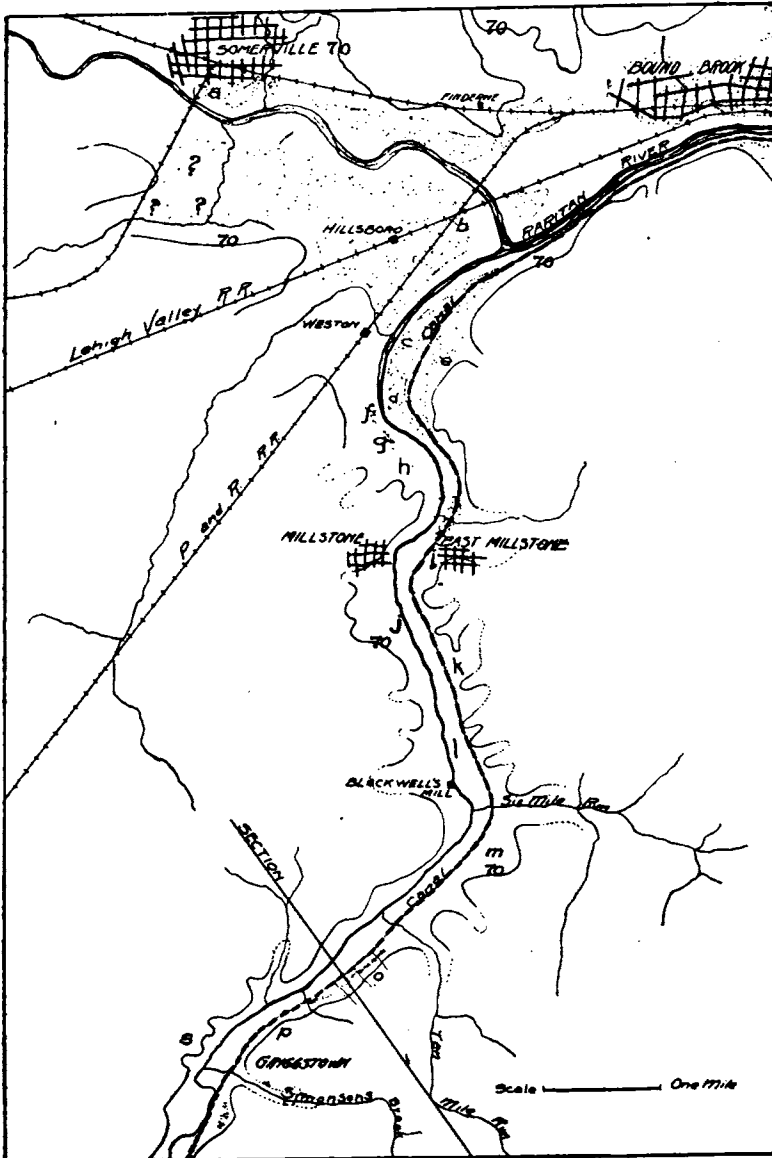 SOMERVILLE 70
70
BOUND BROOK
FINDERNE
a
?
? ?
70
HILLSBORO
b
RARITAN RIVER
70
Lehigh Valley R.R.
WESTON
Canal
c
e
d
f
g
h
P and R R.R.
MILLSTONE
EAST MILLSTONE
i
j
70
k
l
BLACKWELL'S
MILL
Six Mile Run
SECTION
m
70
Canal
o
s
p
GRIGGSTOWN
Simonsons Brook
Ten Mile Run
Scale One Mile